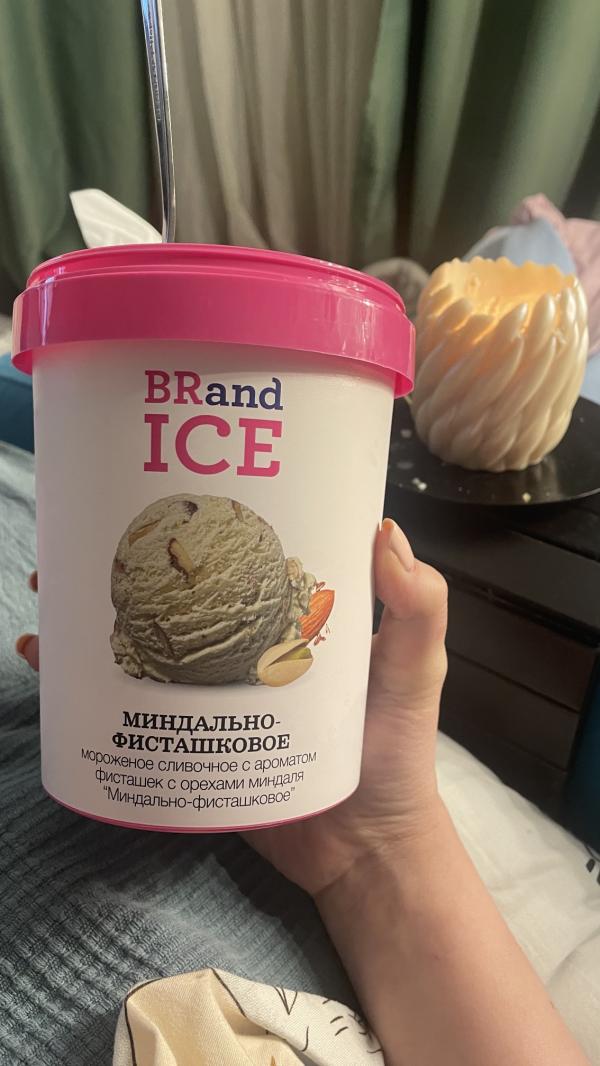 BRand
ICE
МИНДАЛЬНО-
ФИСТАШКОВОЕ
мороженое сливочное с ароматом
фисташек с орехами миндаля
"Миндально-фисташковое"